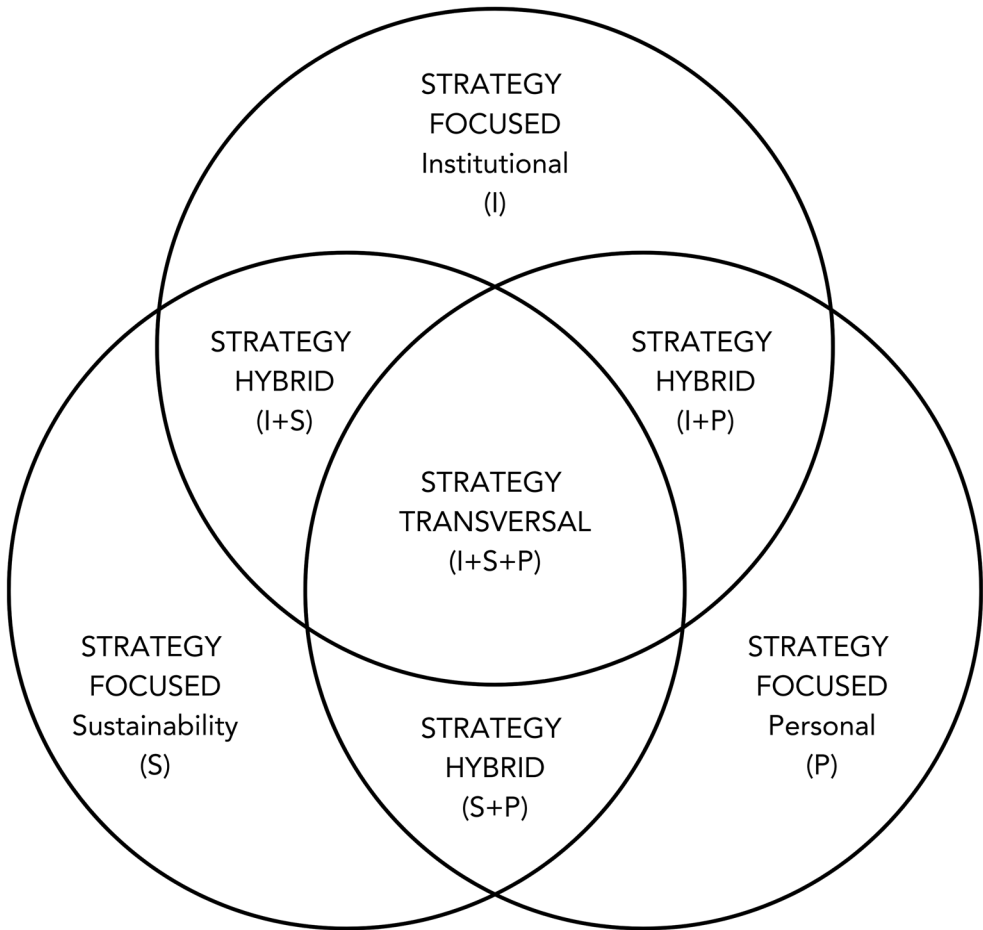 STRATEGY
FOCUSED
Institutional
(I)
STRATEGY
HYBRID
(I+S)
STRATEGY
HYBRID
(I+P)
STRATEGY
TRANSVERSAL
(I+S+P)
STRATEGY
FOCUSED
Sustainability
(S)
STRATEGY
HYBRID
(S+P)
STRATEGY
FOCUSED
Personal
(P)